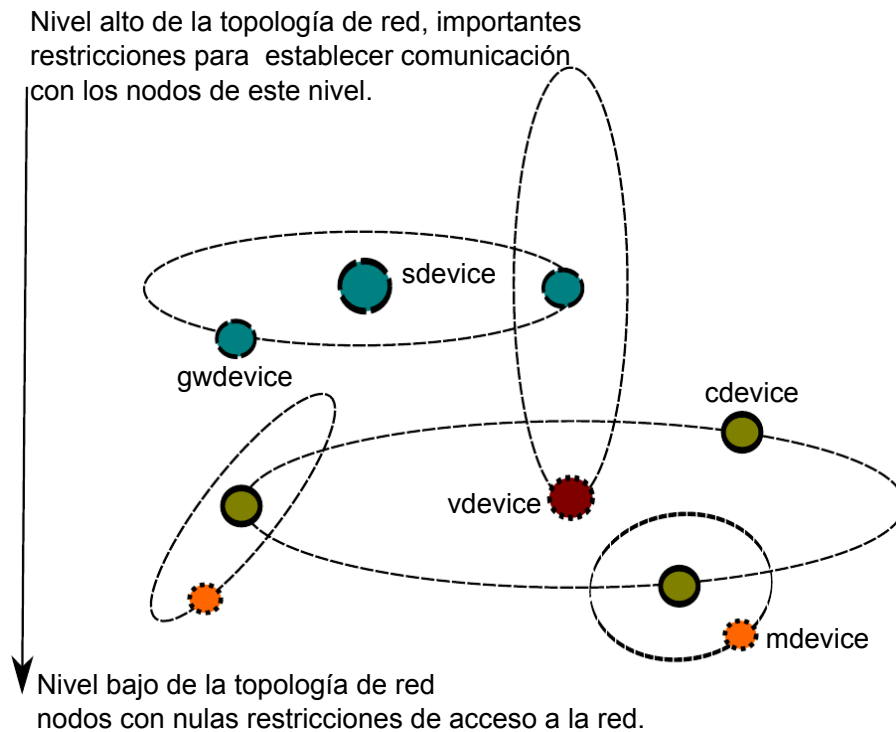 Nivel alto de la topología de red, importantes
restricciones para establecer comunicación
con los nodos de este nivel.
sdevice
gwdevice
cdevice
vdevice
mdevice
Nivel bajo de la topología de red
nodos con nulas restricciones de acceso a la red.